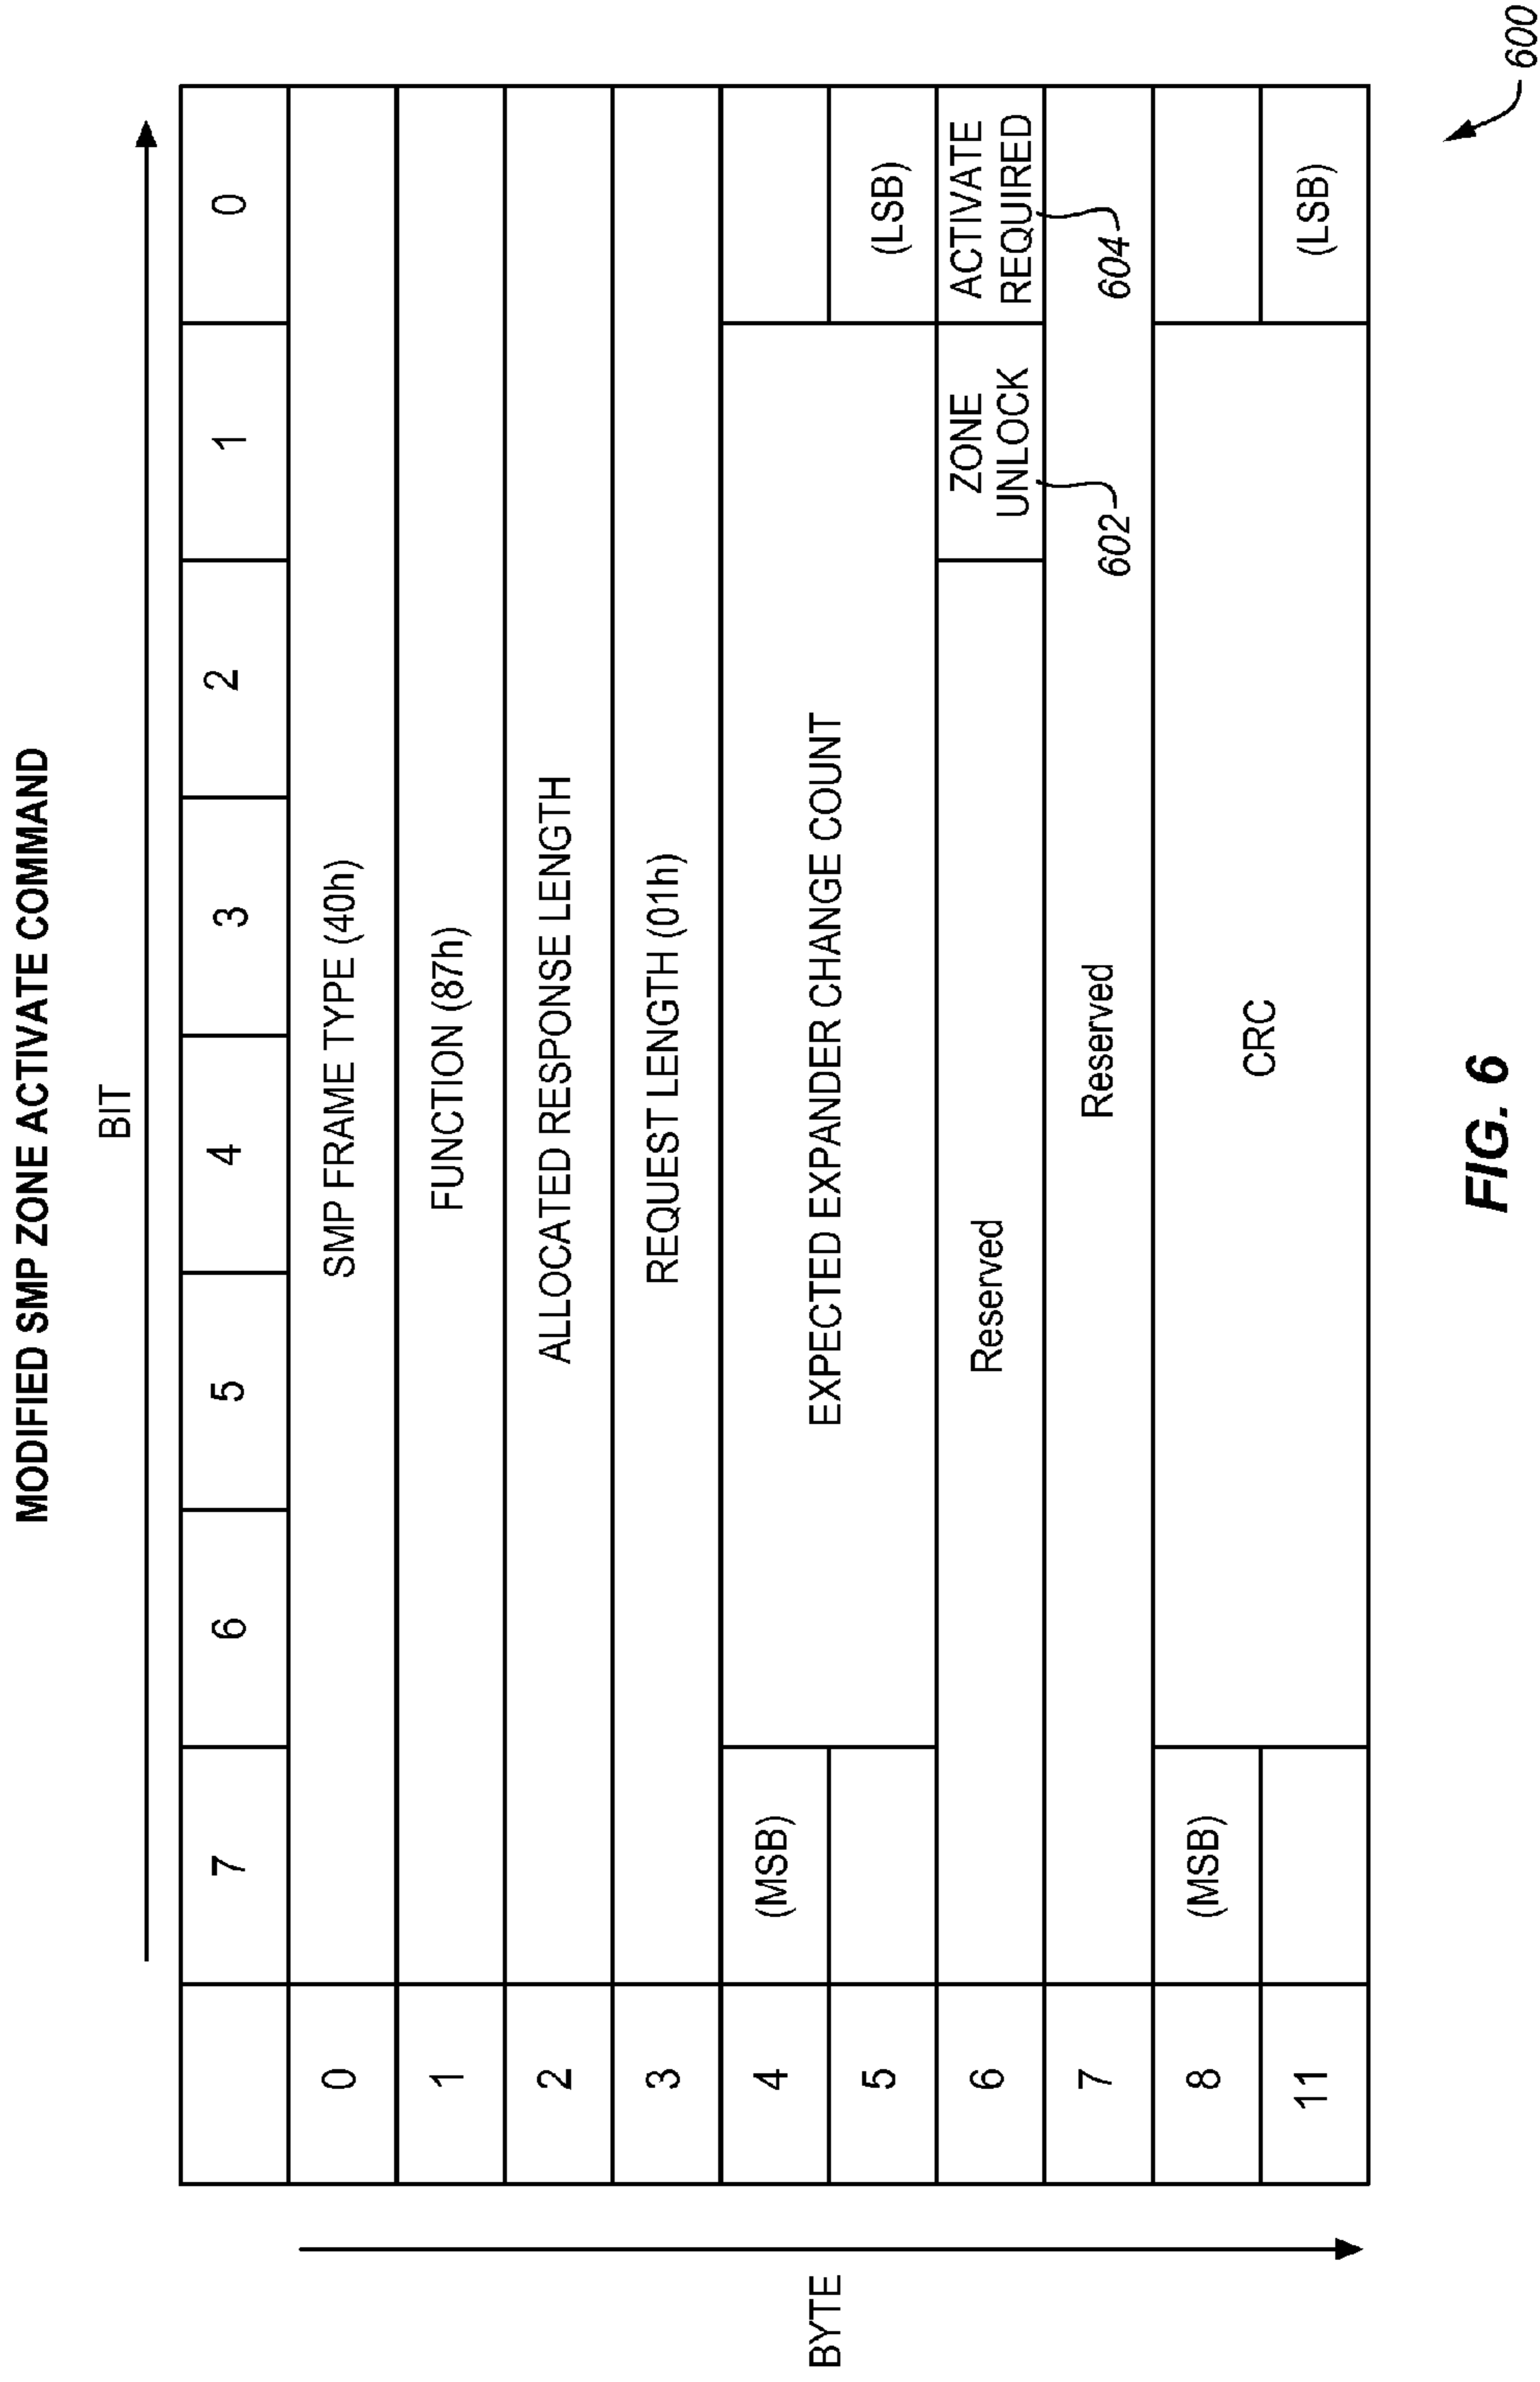 MODIFIED SMP ZONE ACTIVATE COMMAND
BIT
7 6 5 4 3 2 1 0
BYTE
0 SMP FRAME TYPE (40h)
1 FUNCTION (87h)
2 ALLOCATED RESPONSE LENGTH
3 REQUEST LENGTH (01h)
4 (MSB)
EXPECTED EXPANDER CHANGE COUNT
5 (LSB)
6 Reserved ZONE UNLOCK ACTIVATE REQUIRED
7 Reserved 602 604
8 (MSB)
CRC
11 (LSB)
600
FIG. 6